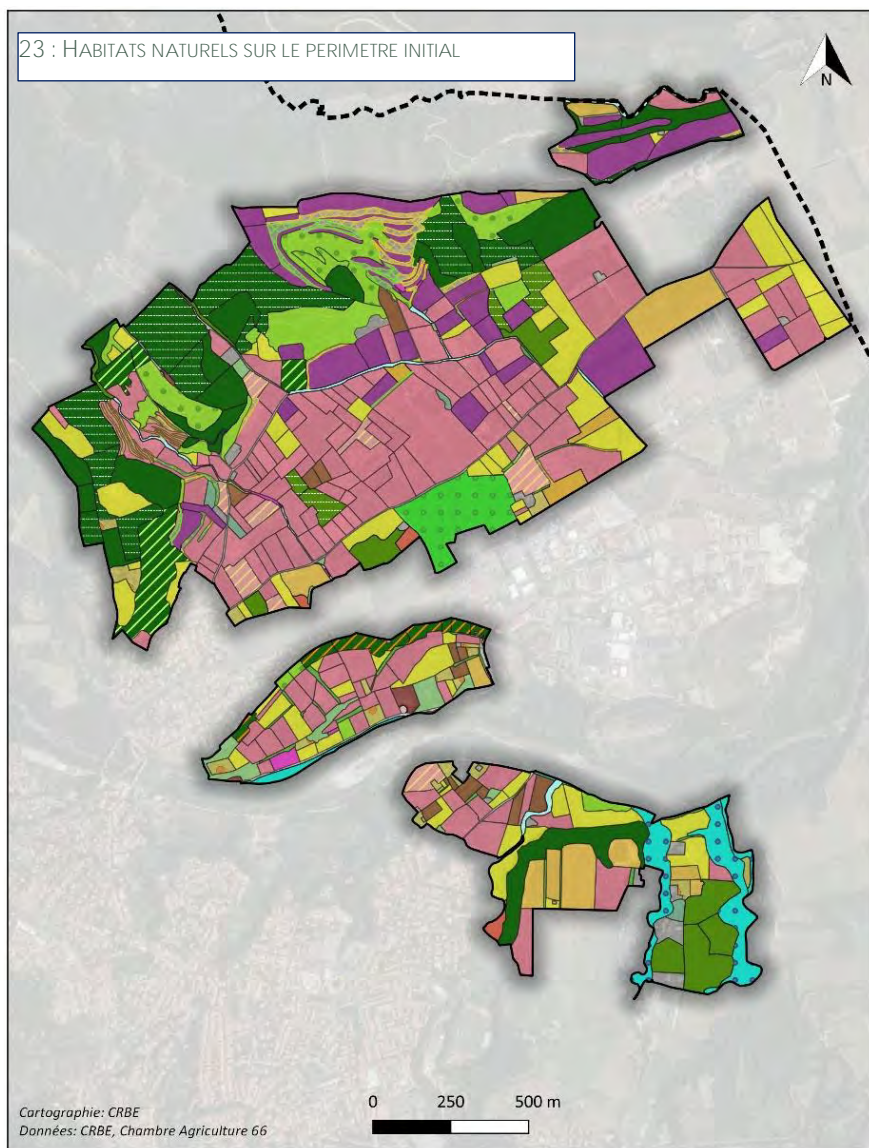 23 : HABITATS NATURELS SUR LE PERIMETRE INITIAL
N
Cartographie: CRBE
Données: CRBE, Chambre Agriculture 66
0 250 500 m